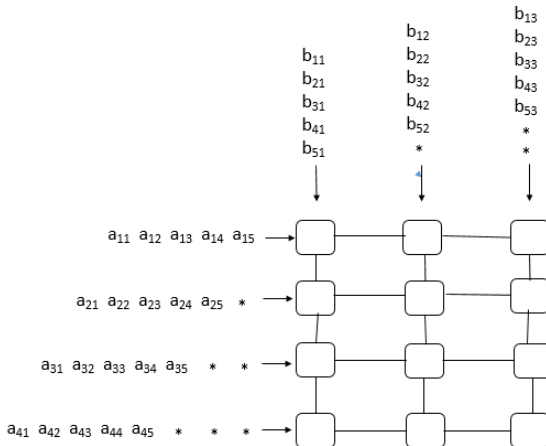 b₁₁
b₂₁
b₃₁
b₄₁
b₅₁
b₁₂
b₂₂
b₃₂
b₄₂
b₅₂
*
b₁₃
b₂₃
b₃₃
b₄₃
b₅₃
*
*
a₁₁ a₁₂ a₁₃ a₁₄ a₁₅
a₂₁ a₂₂ a₂₃ a₂₄ a₂₅ *
a₃₁ a₃₂ a₃₃ a₃₄ a₃₅ * *
a₄₁ a₄₂ a₄₃ a₄₄ a₄₅ * * *